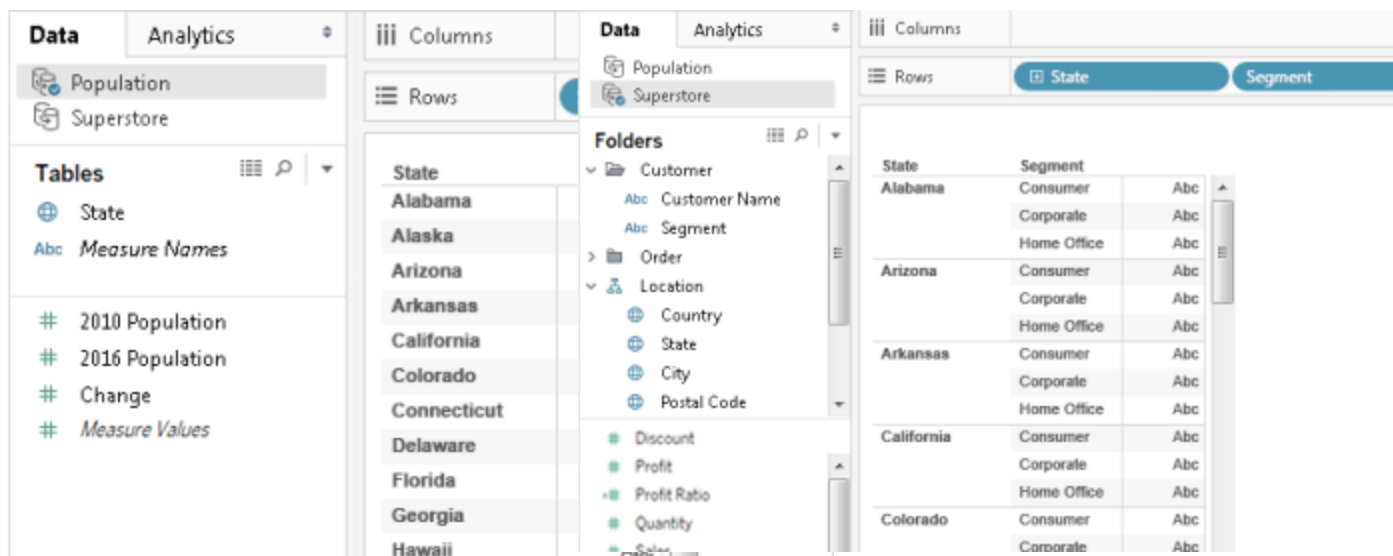 Data Analytics
Population
Superstore
Tables
State
Abc Measure Names
2010 Population
2016 Population
Change
Measure Values
Columns
Rows
State
Alabama
Alaska
Arizona
Arkansas
California
Colorado
Connecticut
Delaware
Florida
Georgia
Hawaii
Data Analytics
Population
Superstore
Folders
Customer
Abc Customer Name
Abc Segment
Order
Location
Country
State
City
Postal Code
Discount
Profit
Profit Ratio
Quantity
Sales
Columns
Rows State Segment
State Segment
Alabama Consumer Abc
Corporate Abc
Home Office Abc
Arizona Consumer Abc
Corporate Abc
Home Office Abc
Arkansas Consumer Abc
Corporate Abc
Home Office Abc
California Consumer Abc
Corporate Abc
Home Office Abc
Colorado Consumer Abc
Corporate Abc